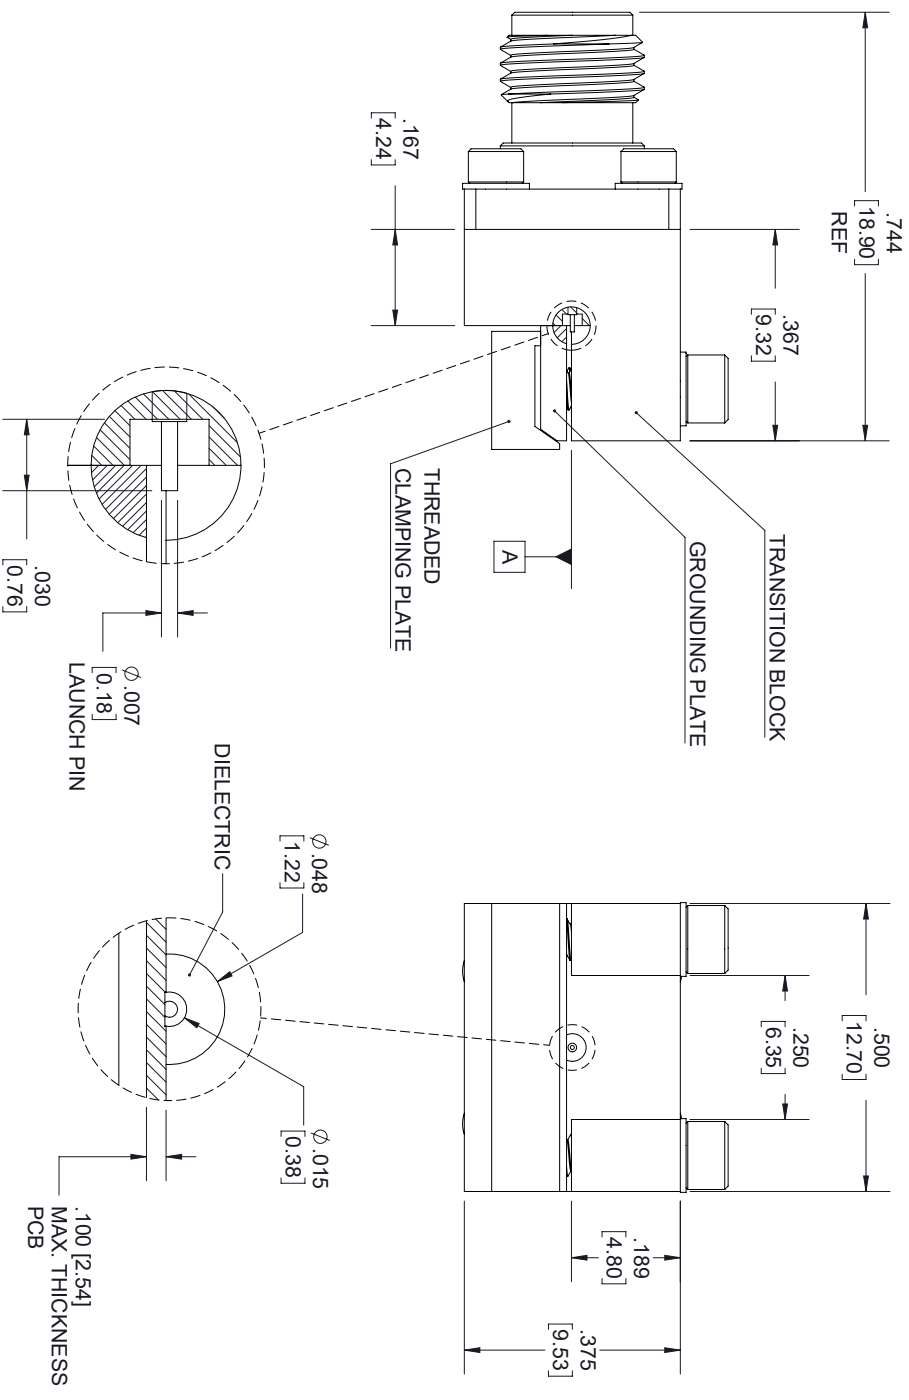 .744
[18.90]
REF
.367
[9.32]
.167
[4.24]
TRANSITION BLOCK
GROUNDING PLATE
A
THREADED
CLAMPING PLATE
.030
[0.76]
Ø .007
[0.18]
LAUNCH PIN
.500
[12.70]
.250
[6.35]
.189
[4.80]
.375
[9.53]
DIELECTRIC
Ø .048
[1.22]
Ø .015
[0.38]
.100 [2.54]
MAX. THICKNESS
PCB